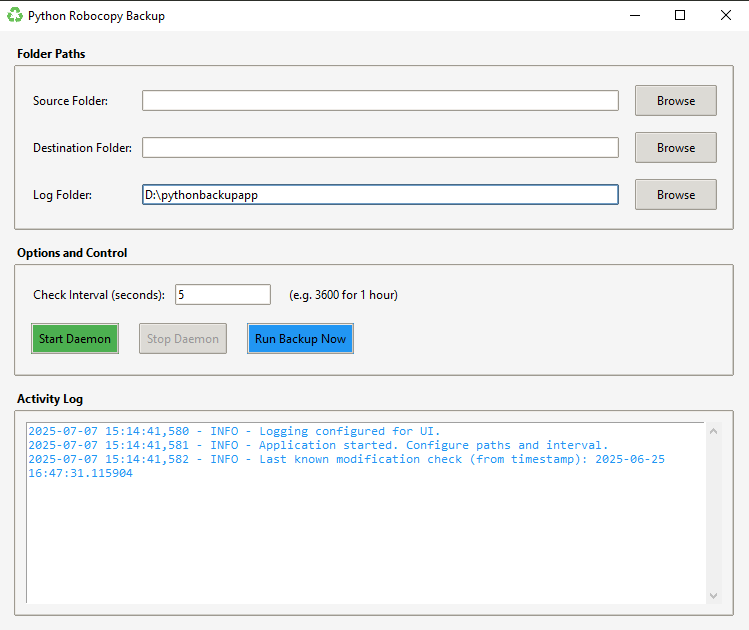 Python Robocopy Backup
Folder Paths
Source Folder:
Browse
Destination Folder:
Browse
Log Folder:
D:\pythonbackupapp
Browse
Options and Control
Check Interval (seconds):
5
(e.g. 3600 for 1 hour)
Start Daemon
Stop Daemon
Run Backup Now
Activity Log
2025-07-07 15:14:41,580 - INFO - Logging configured for UI.
2025-07-07 15:14:41,581 - INFO - Application started. Configure paths and interval.
2025-07-07 15:14:41,582 - INFO - Last known modification check (from timestamp): 2025-06-25
16:47:31.115904